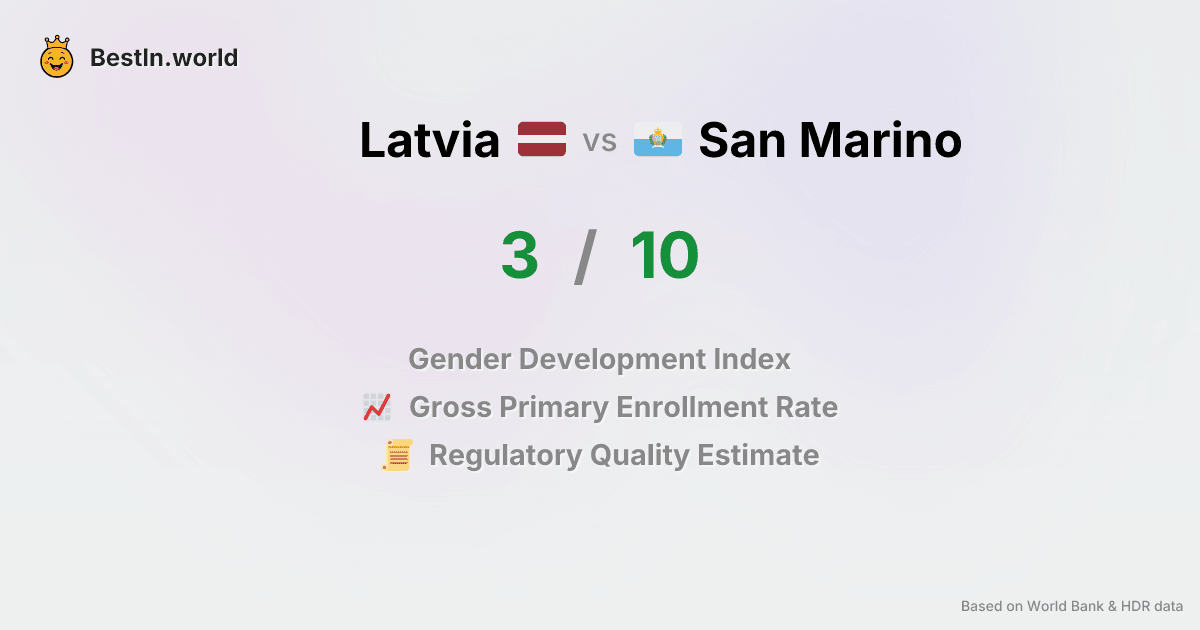 BestIn.world
Latvia vs San Marino
3 / 10
Gender Development Index
Gross Primary Enrollment Rate
Regulatory Quality Estimate
Based on World Bank & HDR data